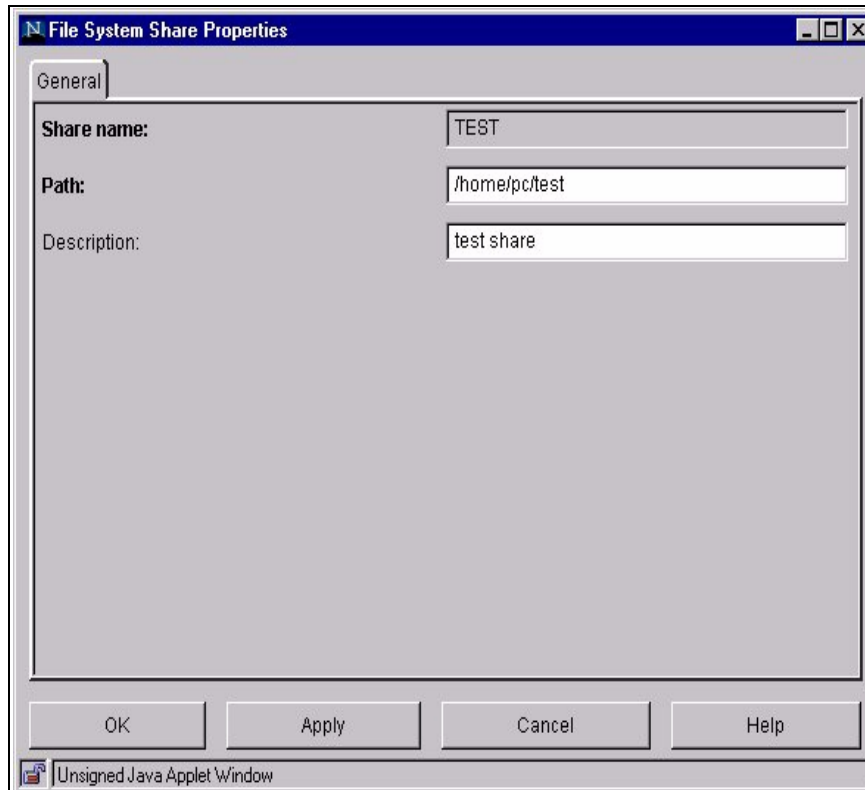 N File System Share Properties
General
Share name: TEST
Path: /home/pc/test
Description: test share
OK Apply Cancel Help
Unsigned Java Applet Window